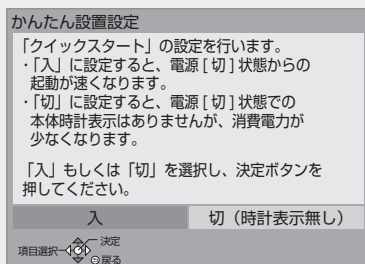 かんたん設置設定
「クイックスタート」の設定を行います。
・「入」に設定すると、電源 [ 切 ] 状態からの
起動が速くなります。
・「切」に設定すると、電源 [ 切 ] 状態での
本体時計表示はありませんが、消費電力が
少なくなります。
「入」もしくは「切」を選択し、決定ボタンを
押してください。
入
切（時計表示無し）
決定
項目選択
戻る